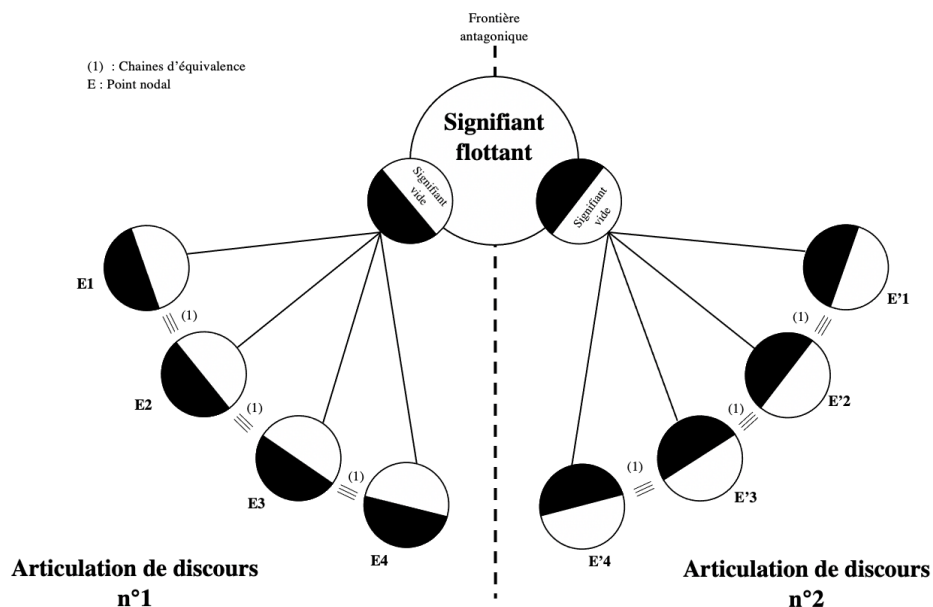 Frontière
antagonique
(1) : Chaines d'équivalence
E : Point nodal
Signifiant
flottant
Signifiant
vide
Signifiant
vide
E1
E'1
(1)
(1)
E2
E'2
(1)
(1)
E3
E'3
(1)
(1)
E4
E'4
Articulation de discours
n°1
Articulation de discours
n°2